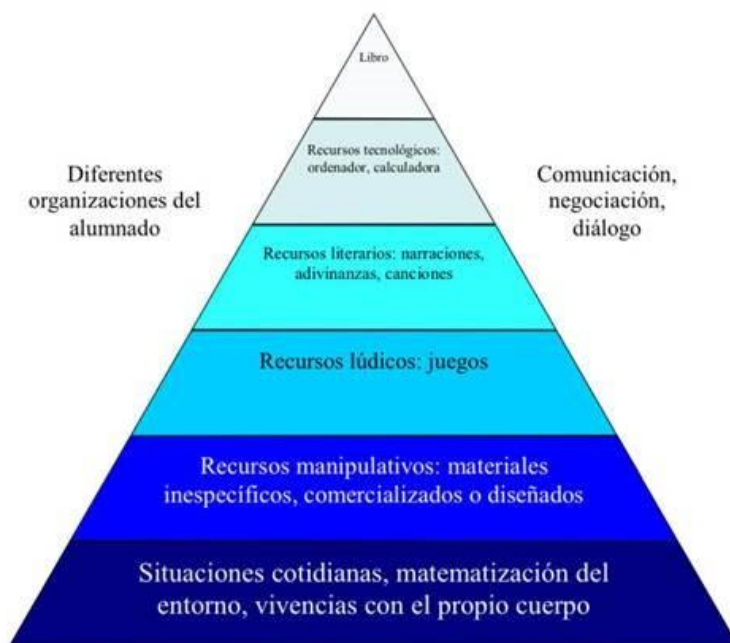 Libro
Recursos tecnológicos:
ordenador, calculadora
Diferentes
organizaciones del
alumnado
Comunicación,
negociación,
diálogo
Recursos literarios: narraciones,
adivinanzas, canciones
Recursos lúdicos: juegos
Recursos manipulativos: materiales
inespecíficos, comercializados o diseñados
Situaciones cotidianas, matematización del
entorno, vivencias con el propio cuerpo